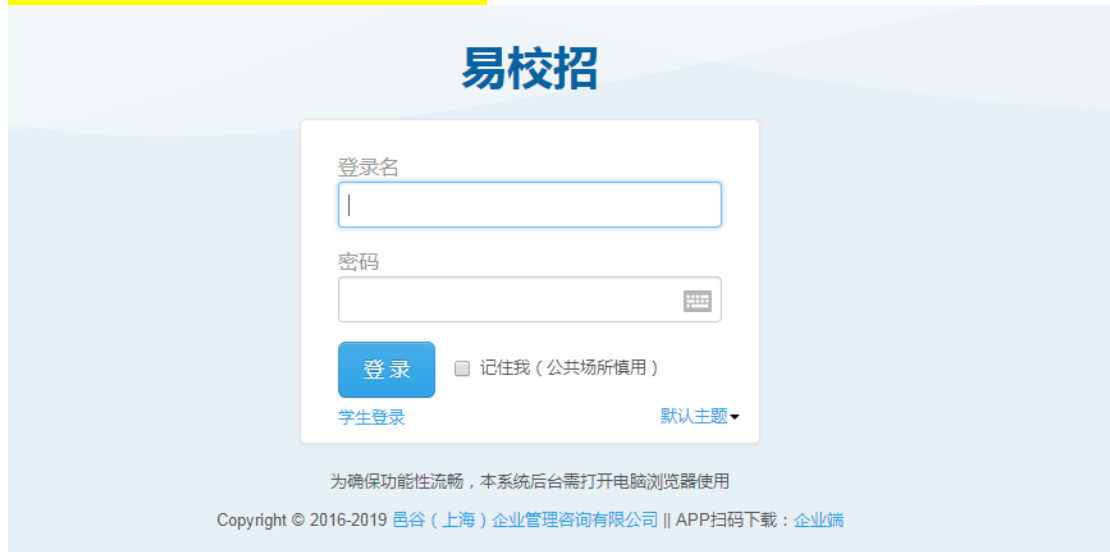 易校招
登录名
密码
登 录 记住我 ( 公共场所慎用 )
学生登录 默认主题
为确保功能性流畅，本系统后台需打开电脑浏览器使用
Copyright © 2016-2019 邑谷（上海）企业管理咨询有限公司 || APP扫码下载：企业端